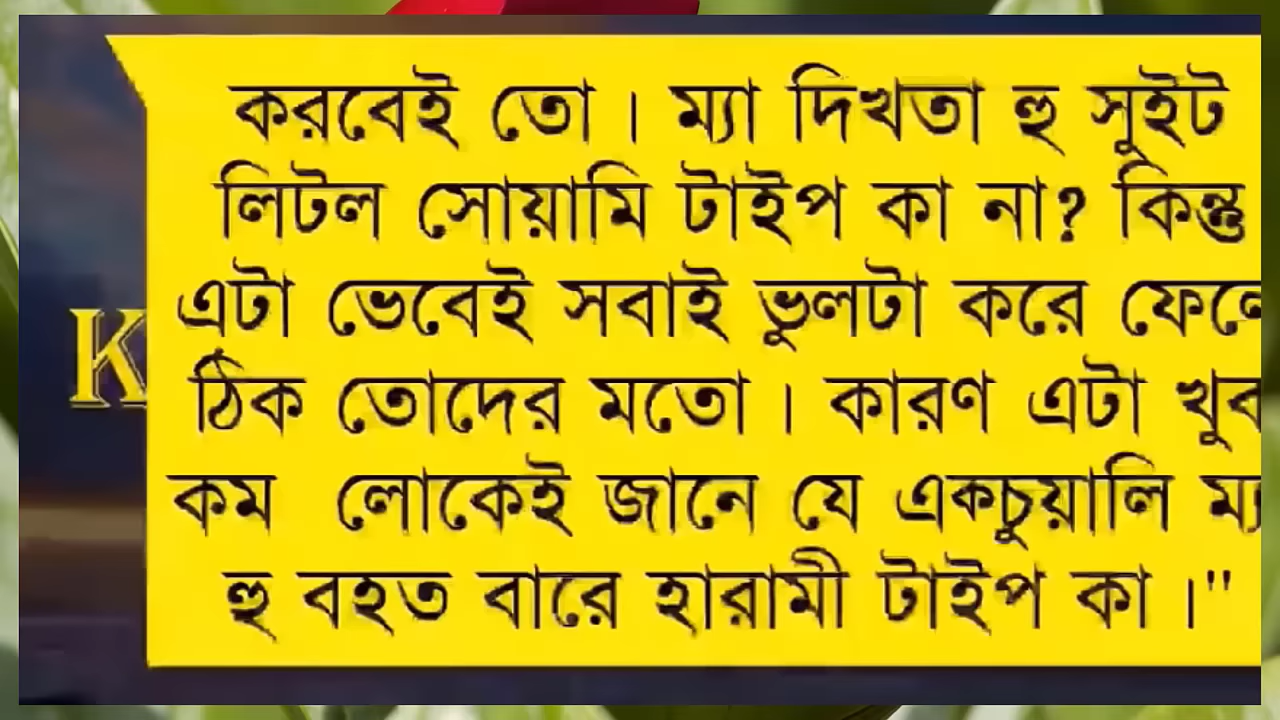 করবেই তো। ম্যা দিখতা হু সুইট
লিটল সোয়ামি টাইপ কা না? কিন্তু
এটা ভেবেই সবাই ভুলটা করে ফেলে
K
ঠিক তোদের মতো। কারণ এটা খুব
কম লোকেই জানে যে একচুয়ালি
হু বহত বারে হারামী টাইপ কা।"